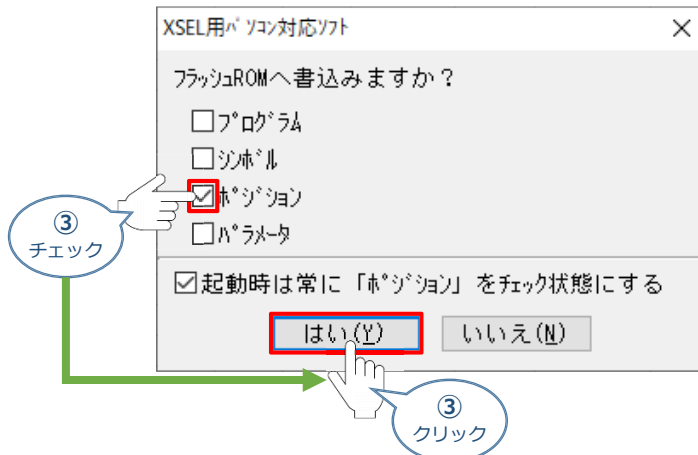 XSEL用パソコン対応ソフト
フラッシュROMへ書込みますか？
プログラム
シンボル
ポジション
パラメータ
③
チェック
起動時は常に「ポジション」をチェック状態にする
はい(Y) いいえ(N)
③
クリック